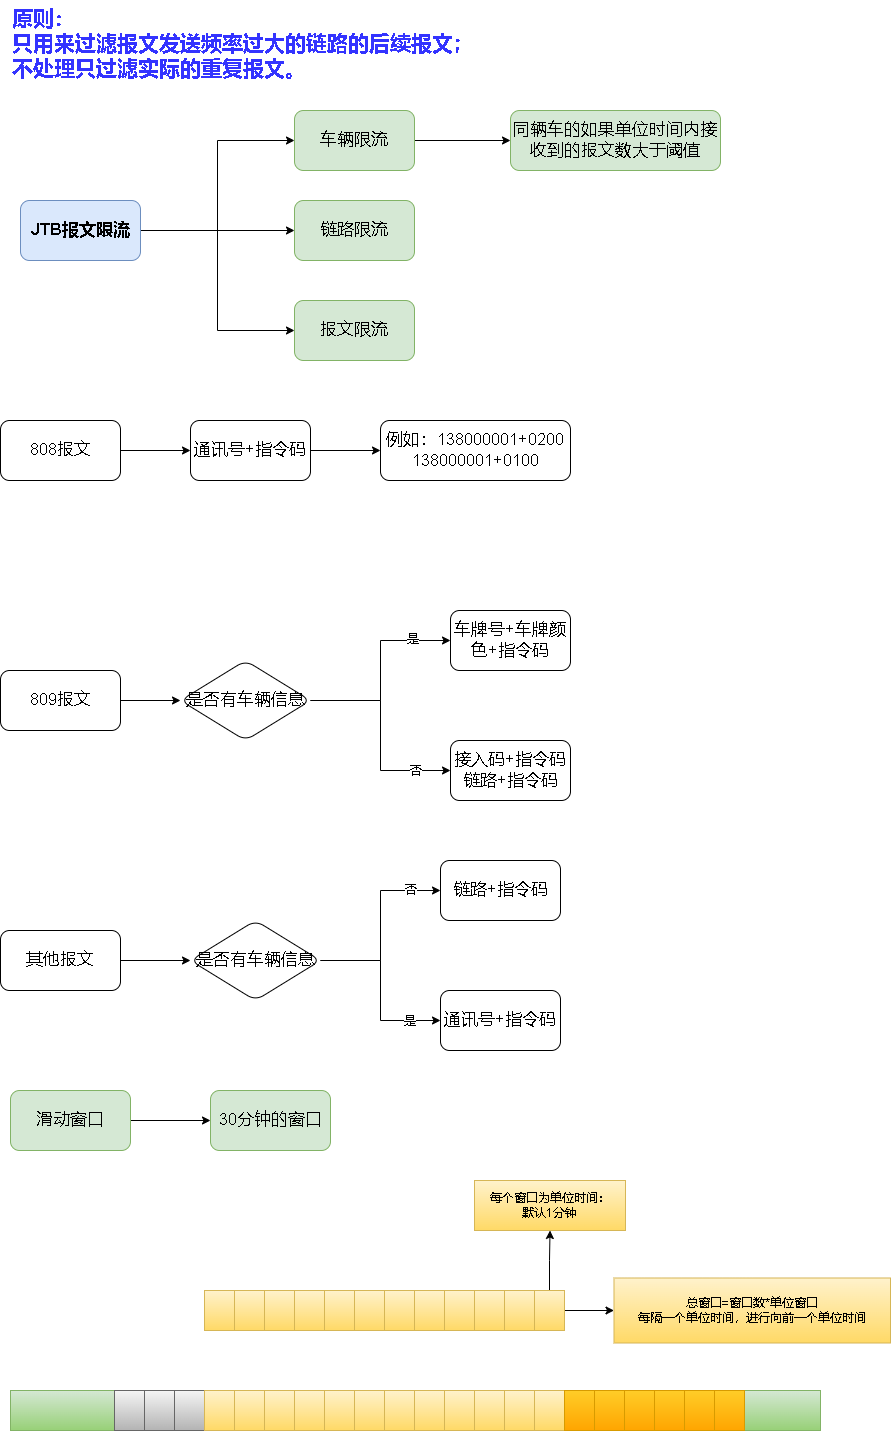 原则：
只用来过滤报文发送频率过大的链路的后续报文；
不处理只过滤实际的重复报文。
车辆限流
同辆车的如果单位时间内接
收到的报文数大于阈值
JTB报文限流
链路限流
报文限流
808报文
通讯号+指令码
例如：138000001+0200
138000001+0100
809报文
是否有车辆信息
是
车牌号+车牌颜
色+指令码
否
接入码+指令码
链路+指令码
其他报文
是否有车辆信息
否
链路+指令码
是
通讯号+指令码
滑动窗口
30分钟的窗口
每个窗口为单位时间：
默认1分钟
总窗口=窗口数*单位窗口
每隔一个单位时间，进行向前一个单位时间